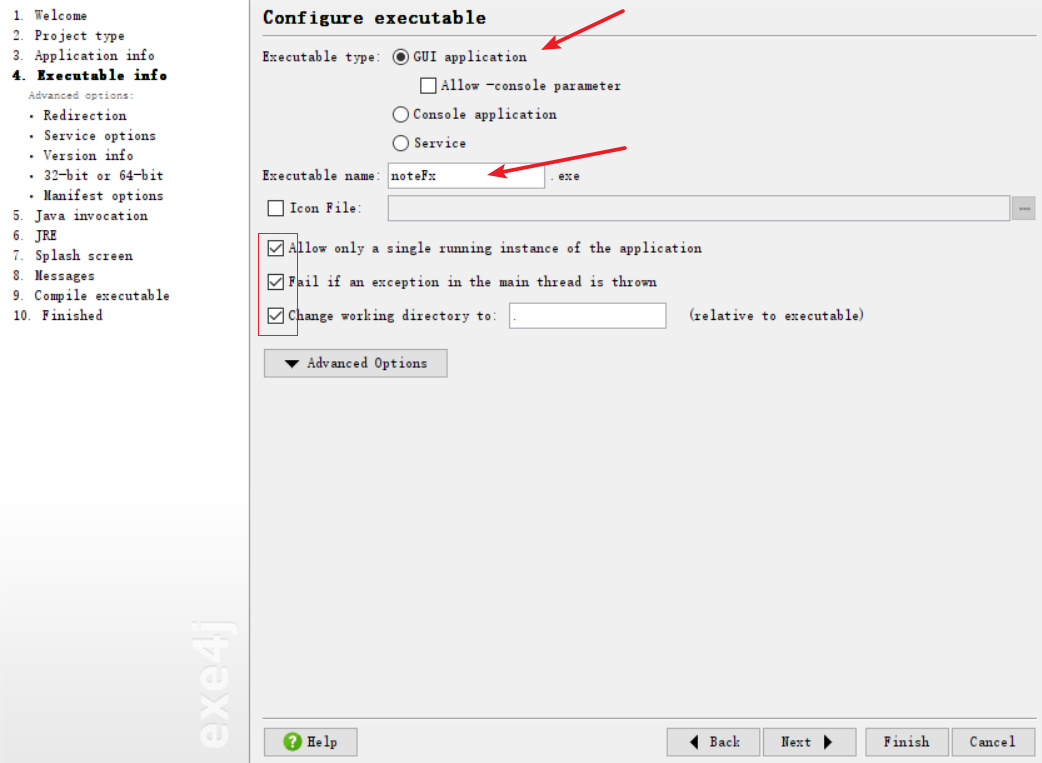 1. Welcome
2. Project type
3. Application info
4. Executable info
Advanced options:
• Redirection
• Service options
• Version info
• 32-bit or 64-bit
• Manifest options
5. Java invocation
6. JRE
7. Splash screen
8. Messages
9. Compile executable
10. Finished
exe4j
Configure executable
Executable type: GUI application
Allow -console parameter
Console application
Service
Executable name: noteFx .exe
Icon File: ...
Allow only a single running instance of the application
Fail if an exception in the main thread is thrown
Change working directory to: . (relative to executable)
Advanced Options
? Help Back Next Finish Cancel